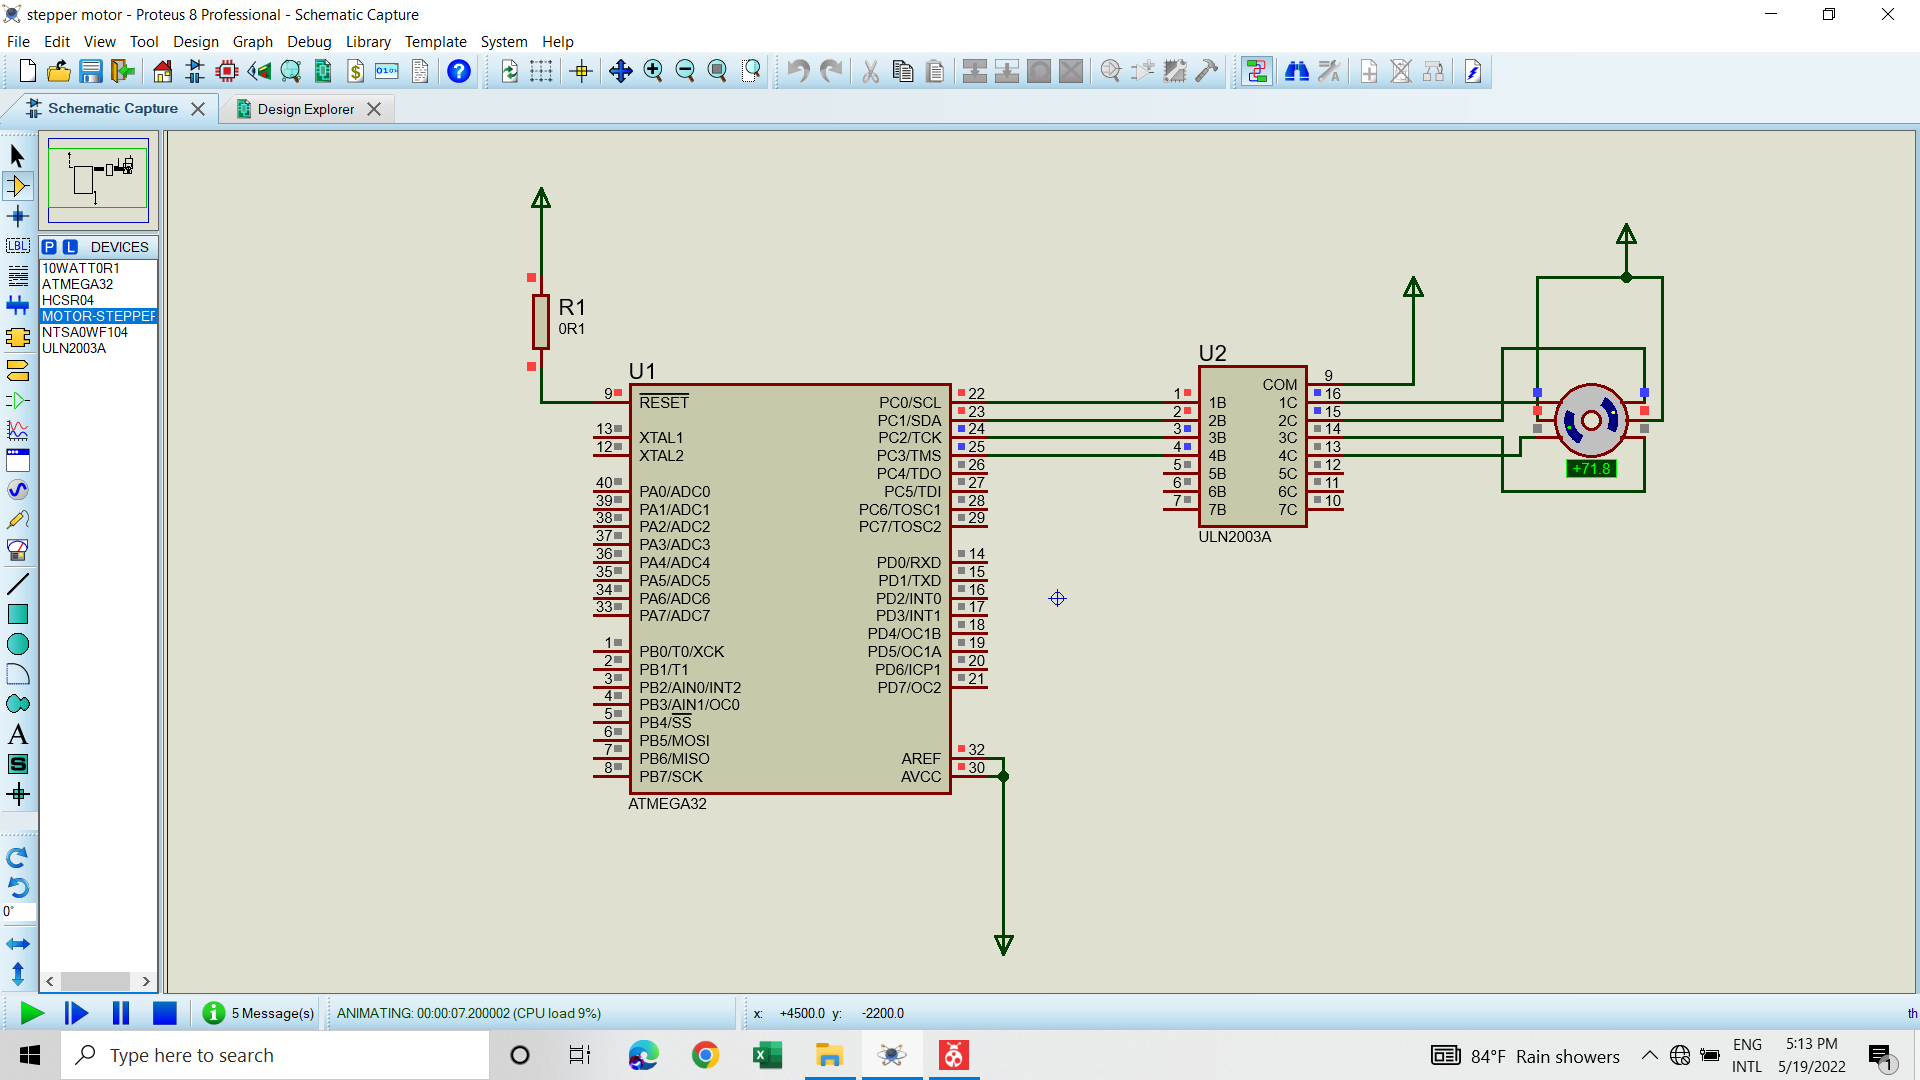 stepper motor - Proteus 8 Professional - Schematic Capture
File Edit View Tool Design Graph Debug Library Template System Help
Schematic Capture
Design Explorer
P L DEVICES
10WATT0R1
ATMEGA32
HCSR04
MOTOR-STEPPER
NTSA0WF104
ULN2003A
LBL
A
S
0°
R1
0R1
U1
9 RESET
13 XTAL1
12 XTAL2
40 PA0/ADC0
39 PA1/ADC1
38 PA2/ADC2
37 PA3/ADC3
36 PA4/ADC4
35 PA5/ADC5
34 PA6/ADC6
33 PA7/ADC7
1 PB0/T0/XCK
2 PB1/T1
3 PB2/AIN0/INT2
4 PB3/AIN1/OC0
5 PB4/SS
6 PB5/MOSI
7 PB6/MISO
8 PB7/SCK
PC0/SCL 22
PC1/SDA 23
PC2/TCK 24
PC3/TMS 25
PC4/TDO 26
PC5/TDI 27
PC6/TOSC1 28
PC7/TOSC2 29
PD0/RXD 14
PD1/TXD 15
PD2/INT0 16
PD3/INT1 17
PD4/OC1B 18
PD5/OC1A 19
PD6/ICP1 20
PD7/OC2 21
AREF 32
AVCC 30
ATMEGA32
U2
COM 9
1 1B 1C 16
2 2B 2C 15
3 3B 3C 14
4 4B 4C 13
5 5B 5C 12
6 6B 6C 11
7 7B 7C 10
ULN2003A
+71.8
5 Message(s)
ANIMATING: 00:00:07.200002 (CPU load 9%)
x: +4500.0 y: -2200.0
th
Type here to search
84°F Rain showers
ENG
INTL
5:13 PM
5/19/2022
1